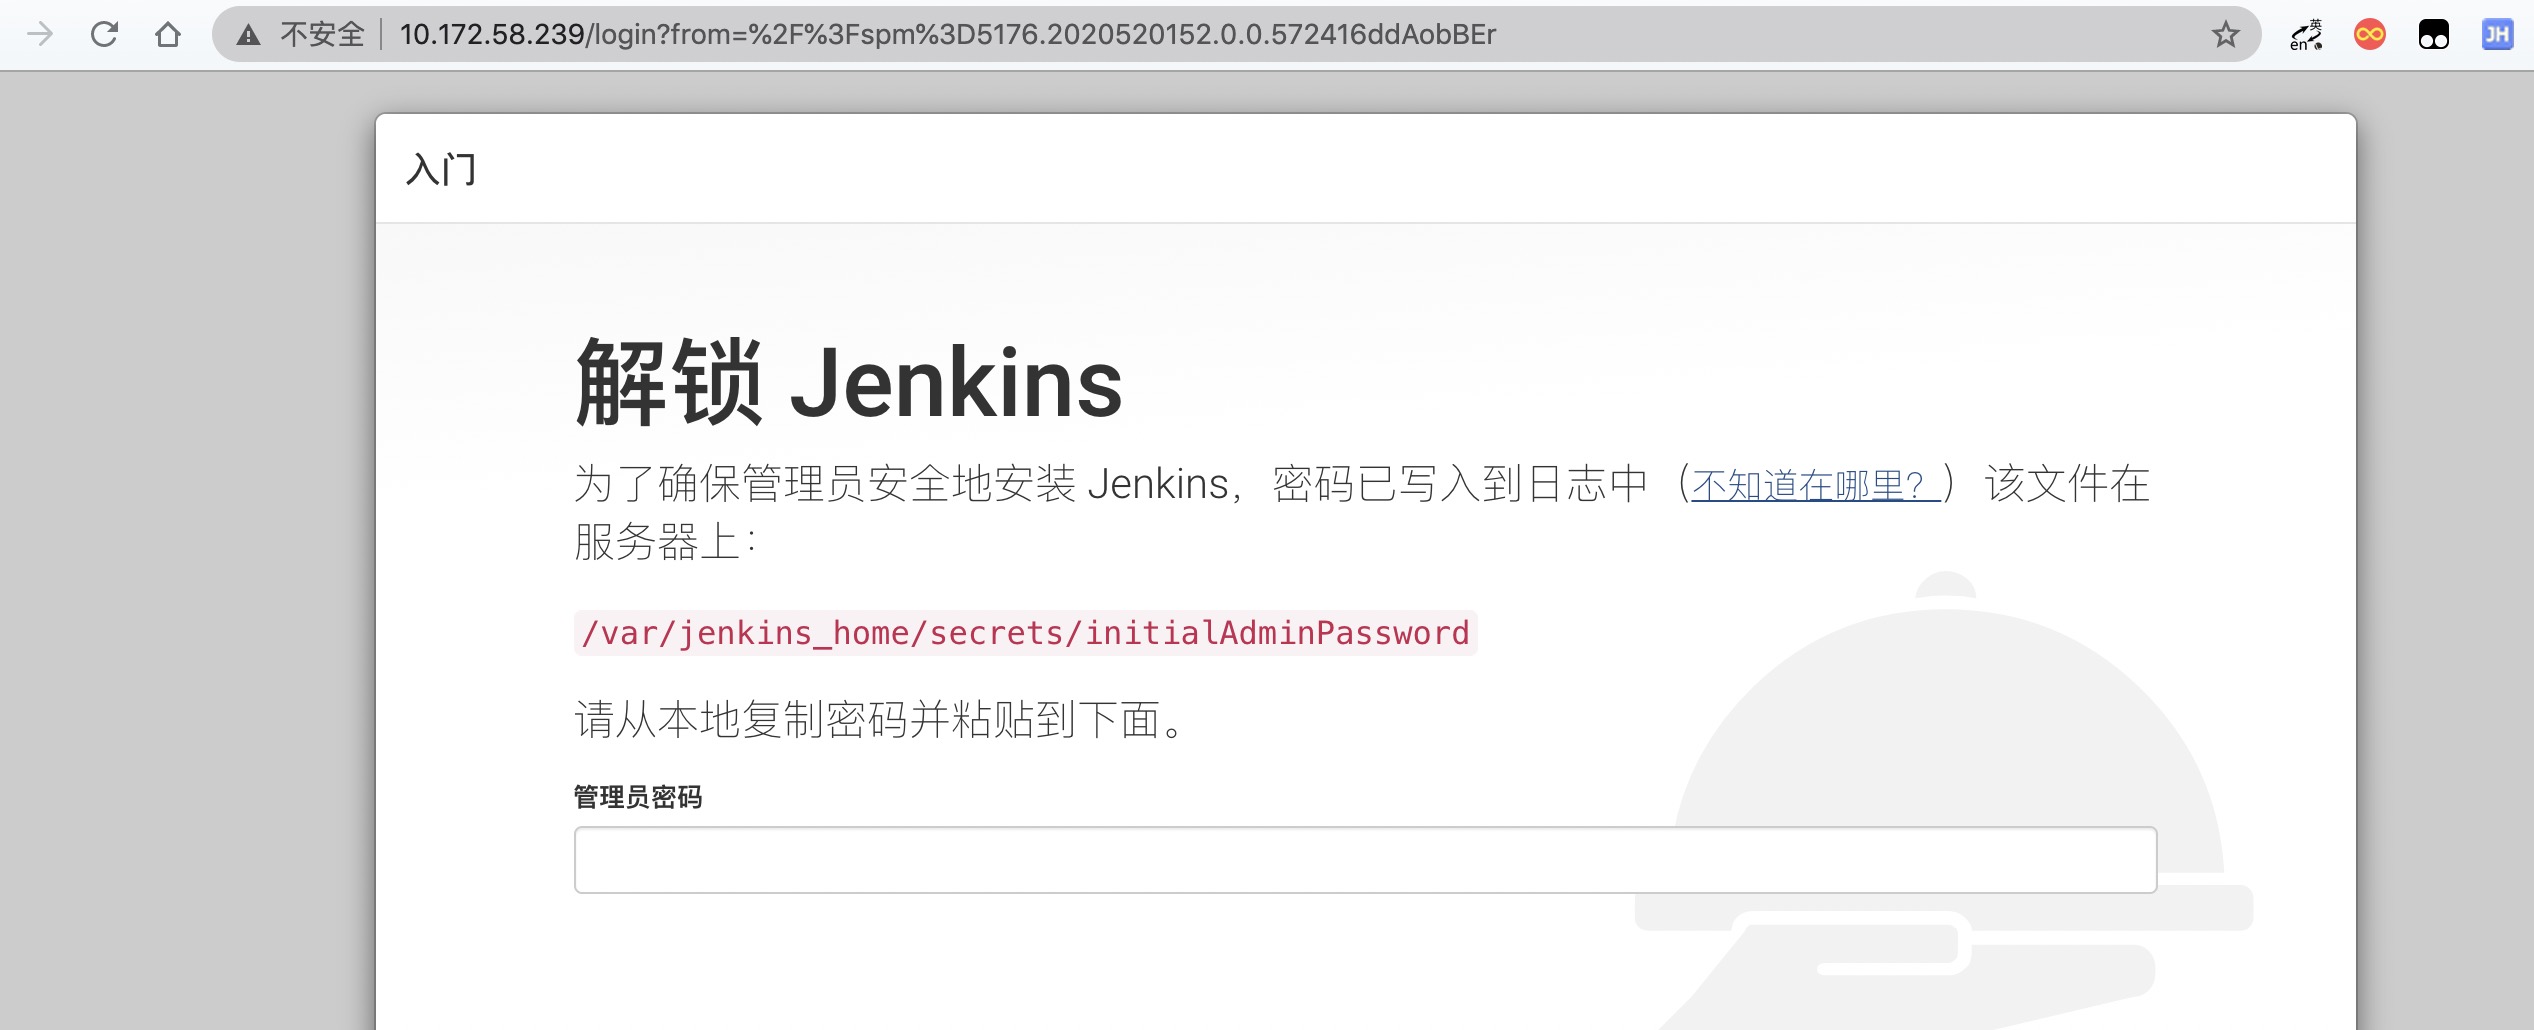 不安全 10.172.58.239/login?from=%2F%3Fspm%3D5176.2020520152.0.0.572416ddAobBEr
英
en
JH
入门
解锁 Jenkins
为了确保管理员安全地安装 Jenkins，密码已写入到日志中（不知道在哪里？）该文件在
服务器上：
/var/jenkins_home/secrets/initialAdminPassword
请从本地复制密码并粘贴到下面。
管理员密码